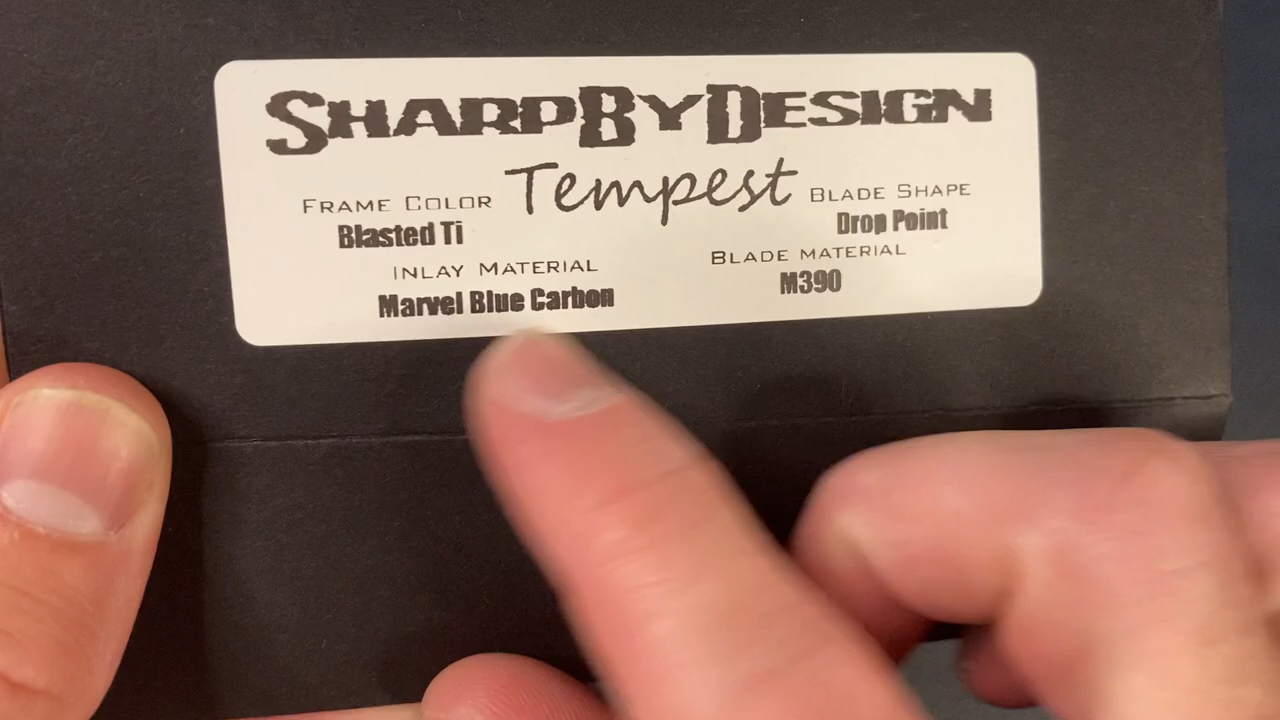 SHARPBYDESIGN
Tempest
FRAME COLOR
Blasted Ti
BLADE SHAPE
Drop Point
INLAY MATERIAL
Marvel Blue Carbon
BLADE MATERIAL
M390